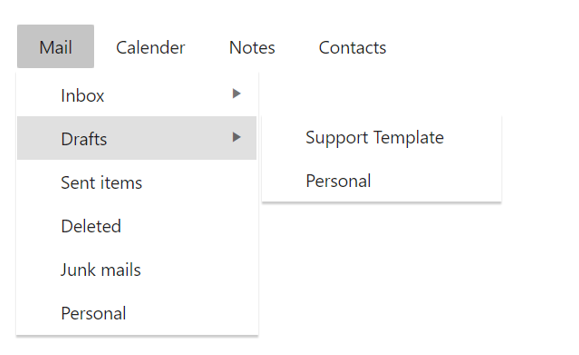 Mail Calender Notes Contacts
Inbox
Drafts
Support Template
Sent items
Personal
Deleted
Junk mails
Personal